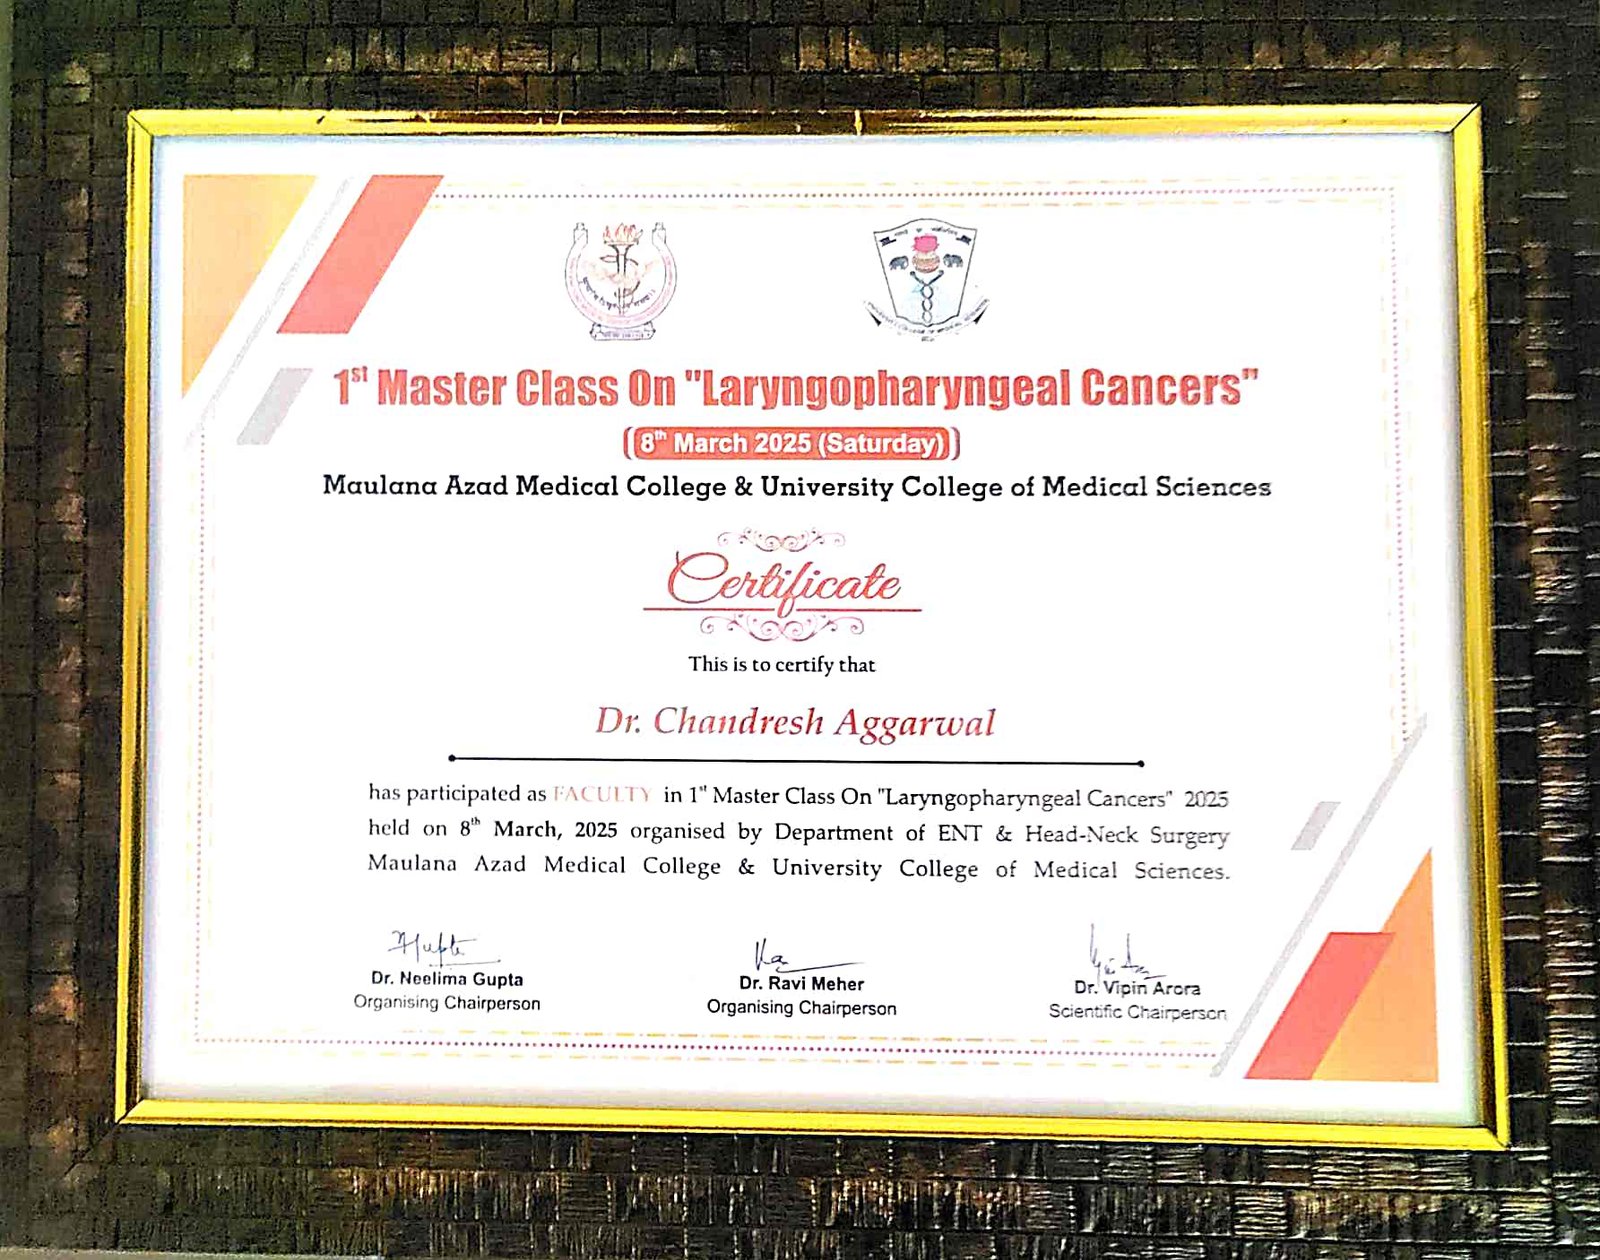 1st Master Class On "Laryngopharyngeal Cancers"
(8th March 2025 (Saturday))
Maulana Azad Medical College & University College of Medical Sciences
Certificate
This is to certify that
Dr. Chandresh Aggarwal
has participated as FACULTY in 1st Master Class On "Laryngopharyngeal Cancers" 2025
held on 8th March, 2025 organised by Department of ENT & Head-Neck Surgery
Maulana Azad Medical College & University College of Medical Sciences.
Dr. Neelima Gupta
Organising Chairperson
Dr. Ravi Meher
Organising Chairperson
Dr. Vipin Arora
Scientific Chairperson